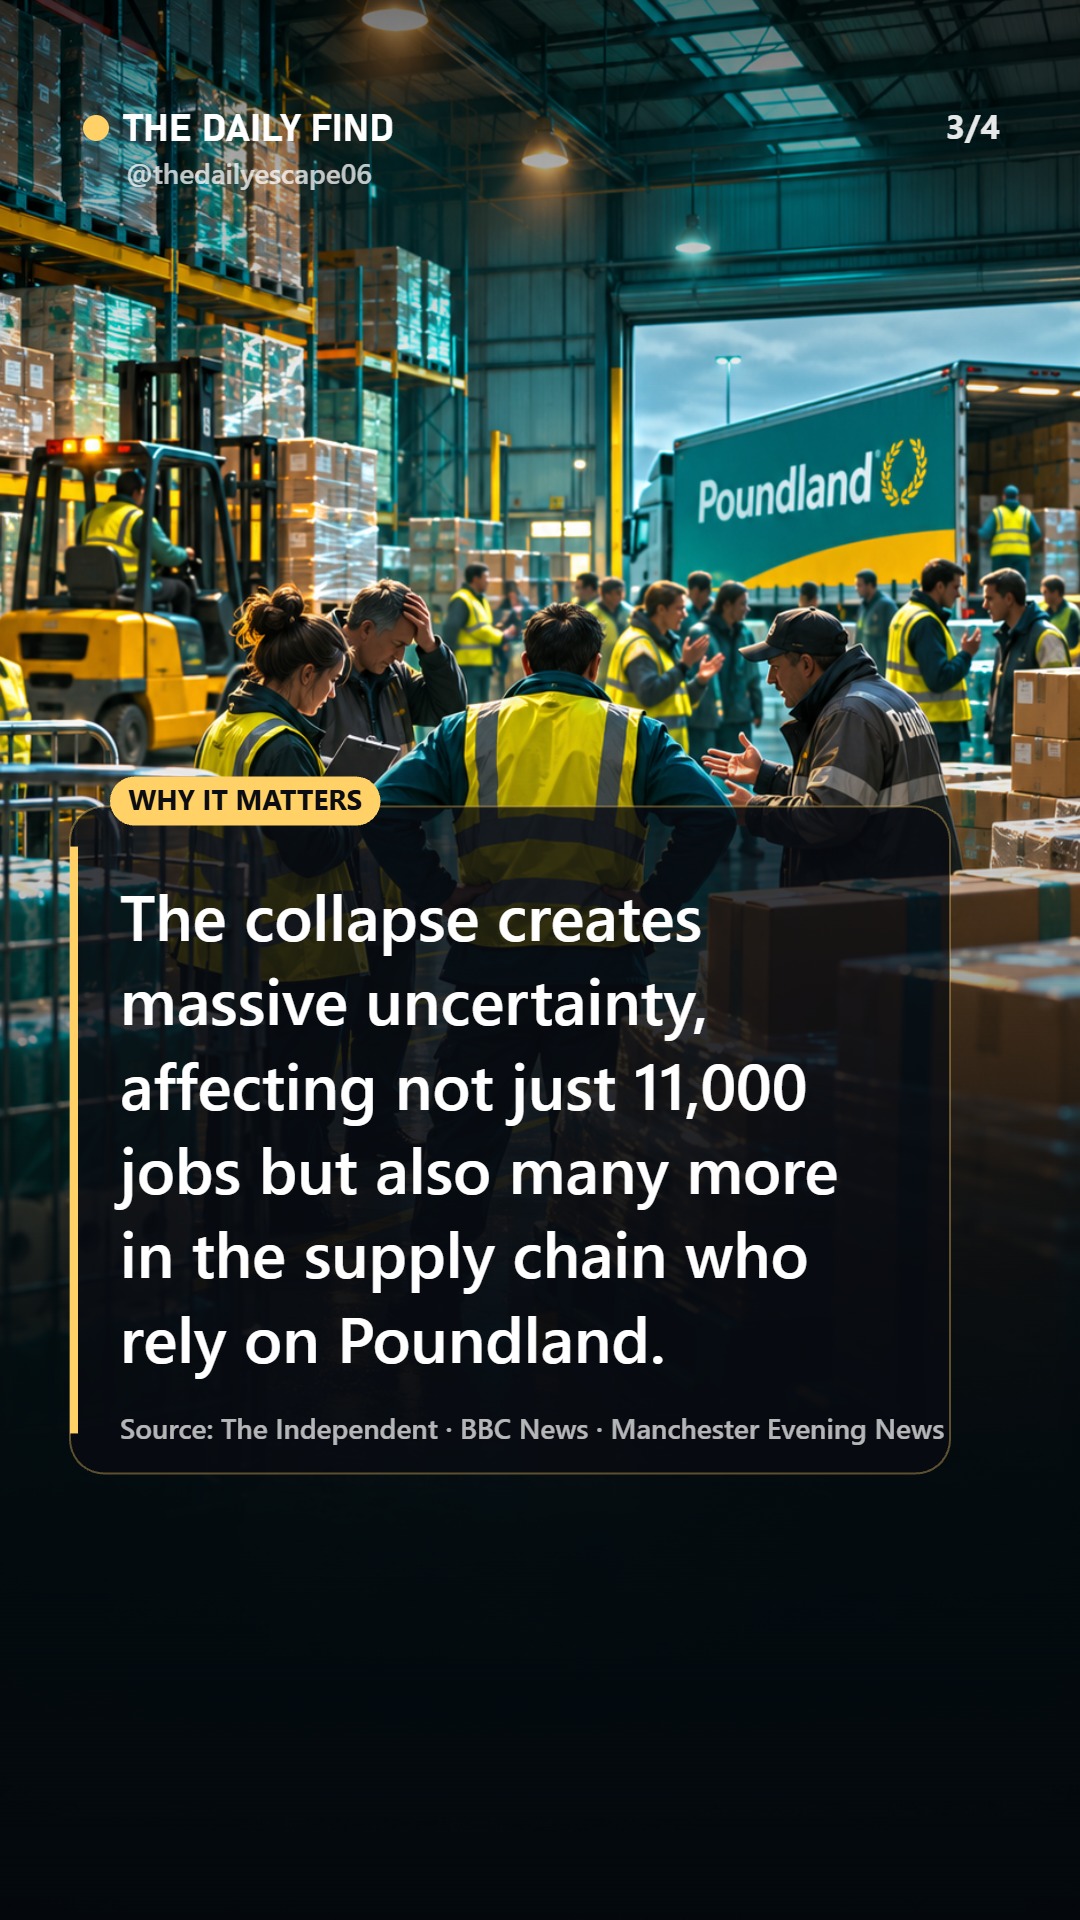 THE DAILY FIND
3/4
@thedailyescape06
Poundland
WHY IT MATTERS
The collapse creates
massive uncertainty,
affecting not just 11,000
jobs but also many more
in the supply chain who
rely on Poundland.
Source: The Independent · BBC News · Manchester Evening News